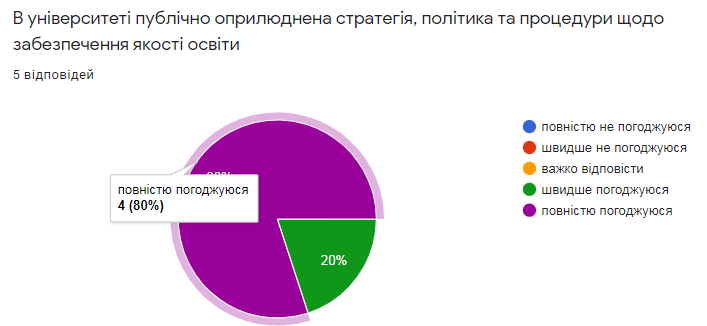 В університеті публічно оприлюднена стратегія, політика та процедури щодо
забезпечення якості освіти
5 відповідей
повністю не погоджуюся
швидше не погоджуюся
важко відповісти
швидше погоджуюся
повністю погоджуюся
повністю погоджуюся
4 (80%)
20%